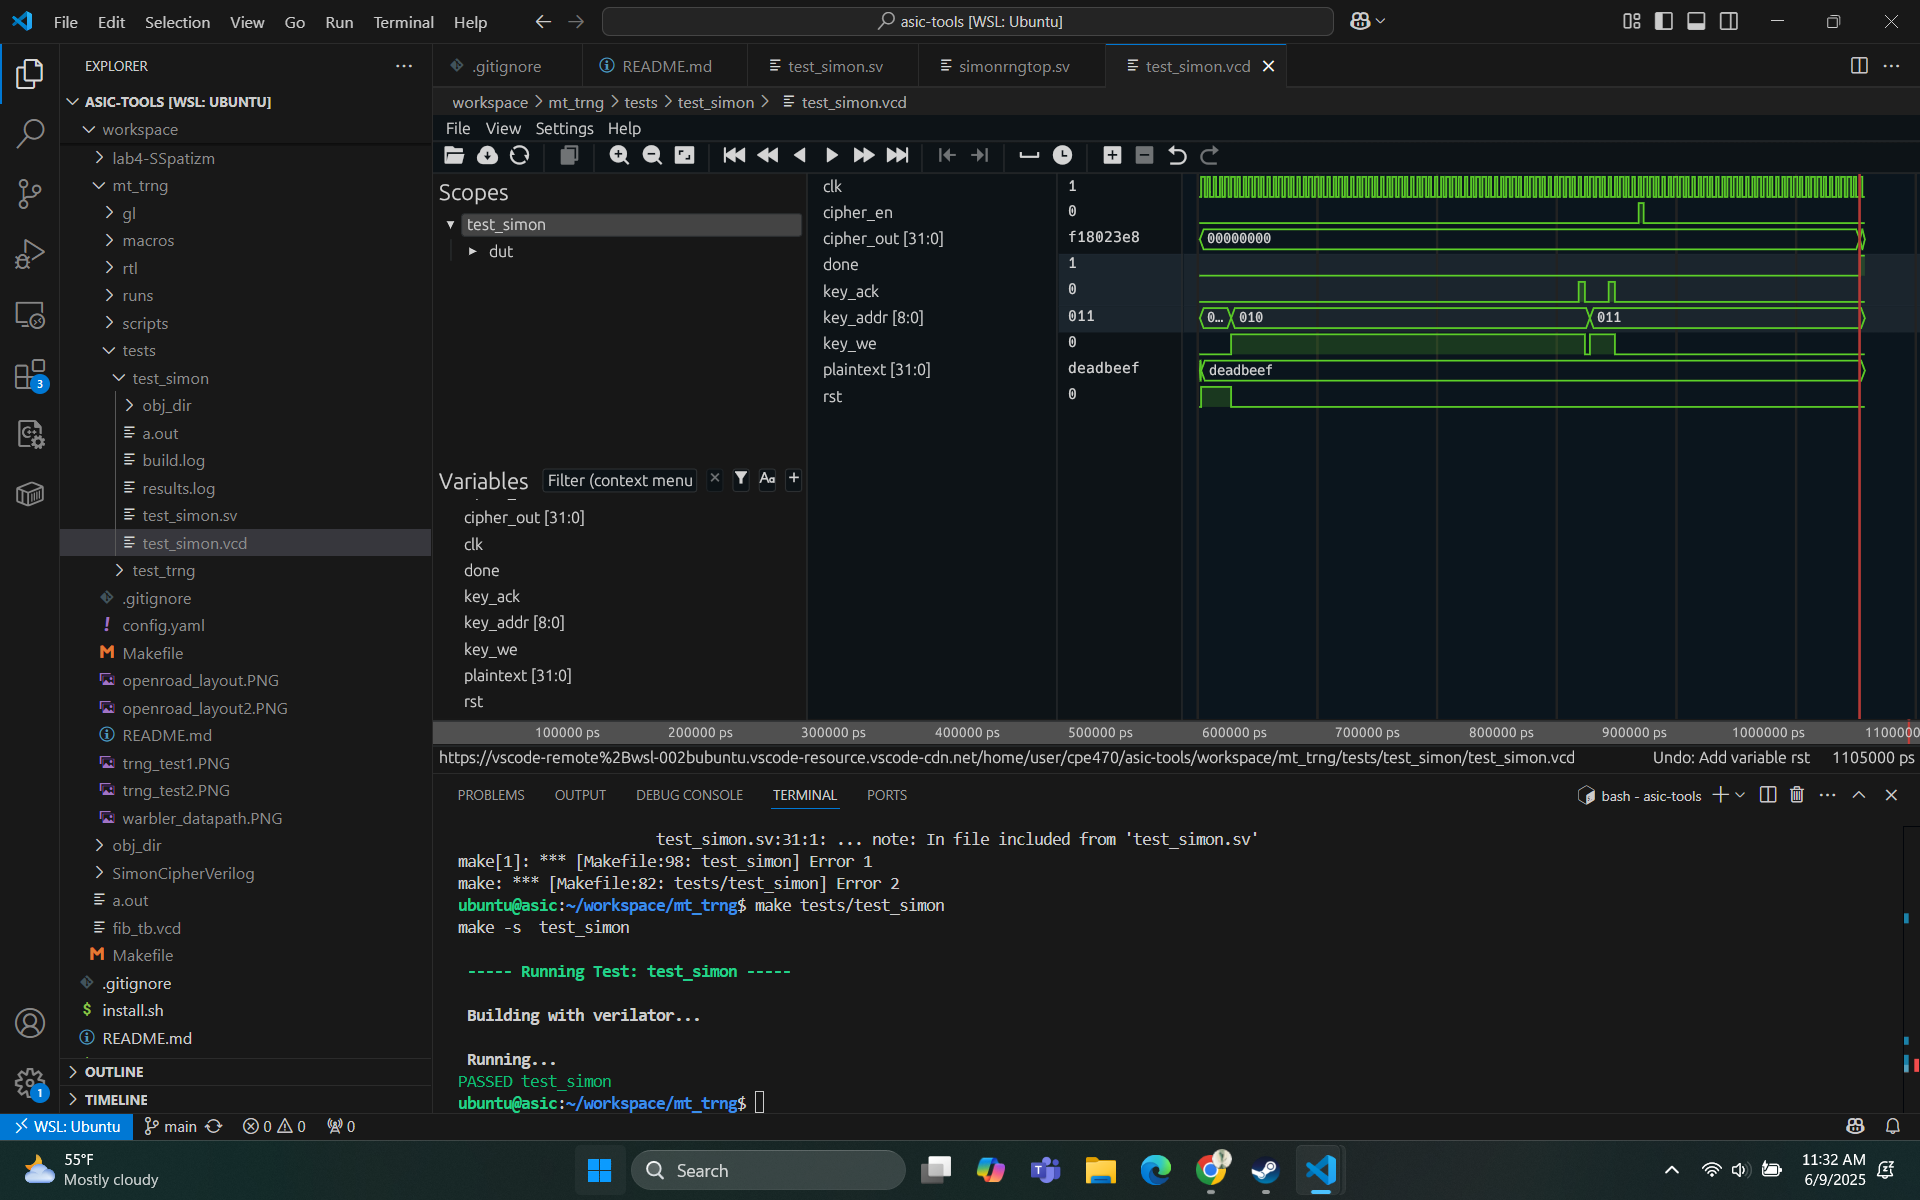 File Edit Selection View Go Run Terminal Help
asic-tools [WSL: Ubuntu]
EXPLORER
ASIC-TOOLS [WSL: UBUNTU]
workspace
lab4-SSpatizm
mt_trng
gl
macros
rtl
runs
scripts
tests
test_simon
obj_dir
a.out
build.log
results.log
test_simon.sv
test_simon.vcd
test_trng
.gitignore
config.yaml
Makefile
openroad_layout.PNG
openroad_layout2.PNG
README.md
trng_test1.PNG
trng_test2.PNG
warbler_datapath.PNG
obj_dir
SimonCipherVerilog
a.out
fib_tb.vcd
Makefile
.gitignore
install.sh
README.md
OUTLINE
TIMELINE
3
1
.gitignore README.md test_simon.sv simonrngtop.sv test_simon.vcd
workspace > mt_trng > tests > test_simon > test_simon.vcd
File View Settings Help
Scopes
test_simon
dut
Variables Filter (context menu Aa +
cipher_out [31:0]
clk
done
key_ack
key_addr [8:0]
key_we
plaintext [31:0]
rst
clk 1
cipher_en 0
cipher_out [31:0] f18023e8 00000000
done 1
key_ack 0
key_addr [8:0] 011 0... 010 011
key_we 0
plaintext [31:0] deadbeef deadbeef
rst 0
100000 ps 200000 ps 300000 ps 400000 ps 500000 ps 600000 ps 700000 ps 800000 ps 900000 ps 1000000 ps 1100000
https://vscode-remote%2Bwsl-002bubuntu.vscode-resource.vscode-cdn.net/home/user/cpe470/asic-tools/workspace/mt_trng/tests/test_simon/test_simon.vcd Undo: Add variable rst 1105000 ps
PROBLEMS OUTPUT DEBUG CONSOLE TERMINAL PORTS bash - asic-tools
test_simon.sv:31:1: ... note: In file included from 'test_simon.sv'
make[1]: *** [Makefile:98: test_simon] Error 1
make: *** [Makefile:82: tests/test_simon] Error 2
ubuntu@asic:~/workspace/mt_trng$ make tests/test_simon
make -s  test_simon
----- Running Test: test_simon -----
Building with verilator...
Running...
PASSED test_simon
ubuntu@asic:~/workspace/mt_trng$
WSL: Ubuntu main 0 0 0
55°F
Mostly cloudy
Search
11:32 AM
6/9/2025